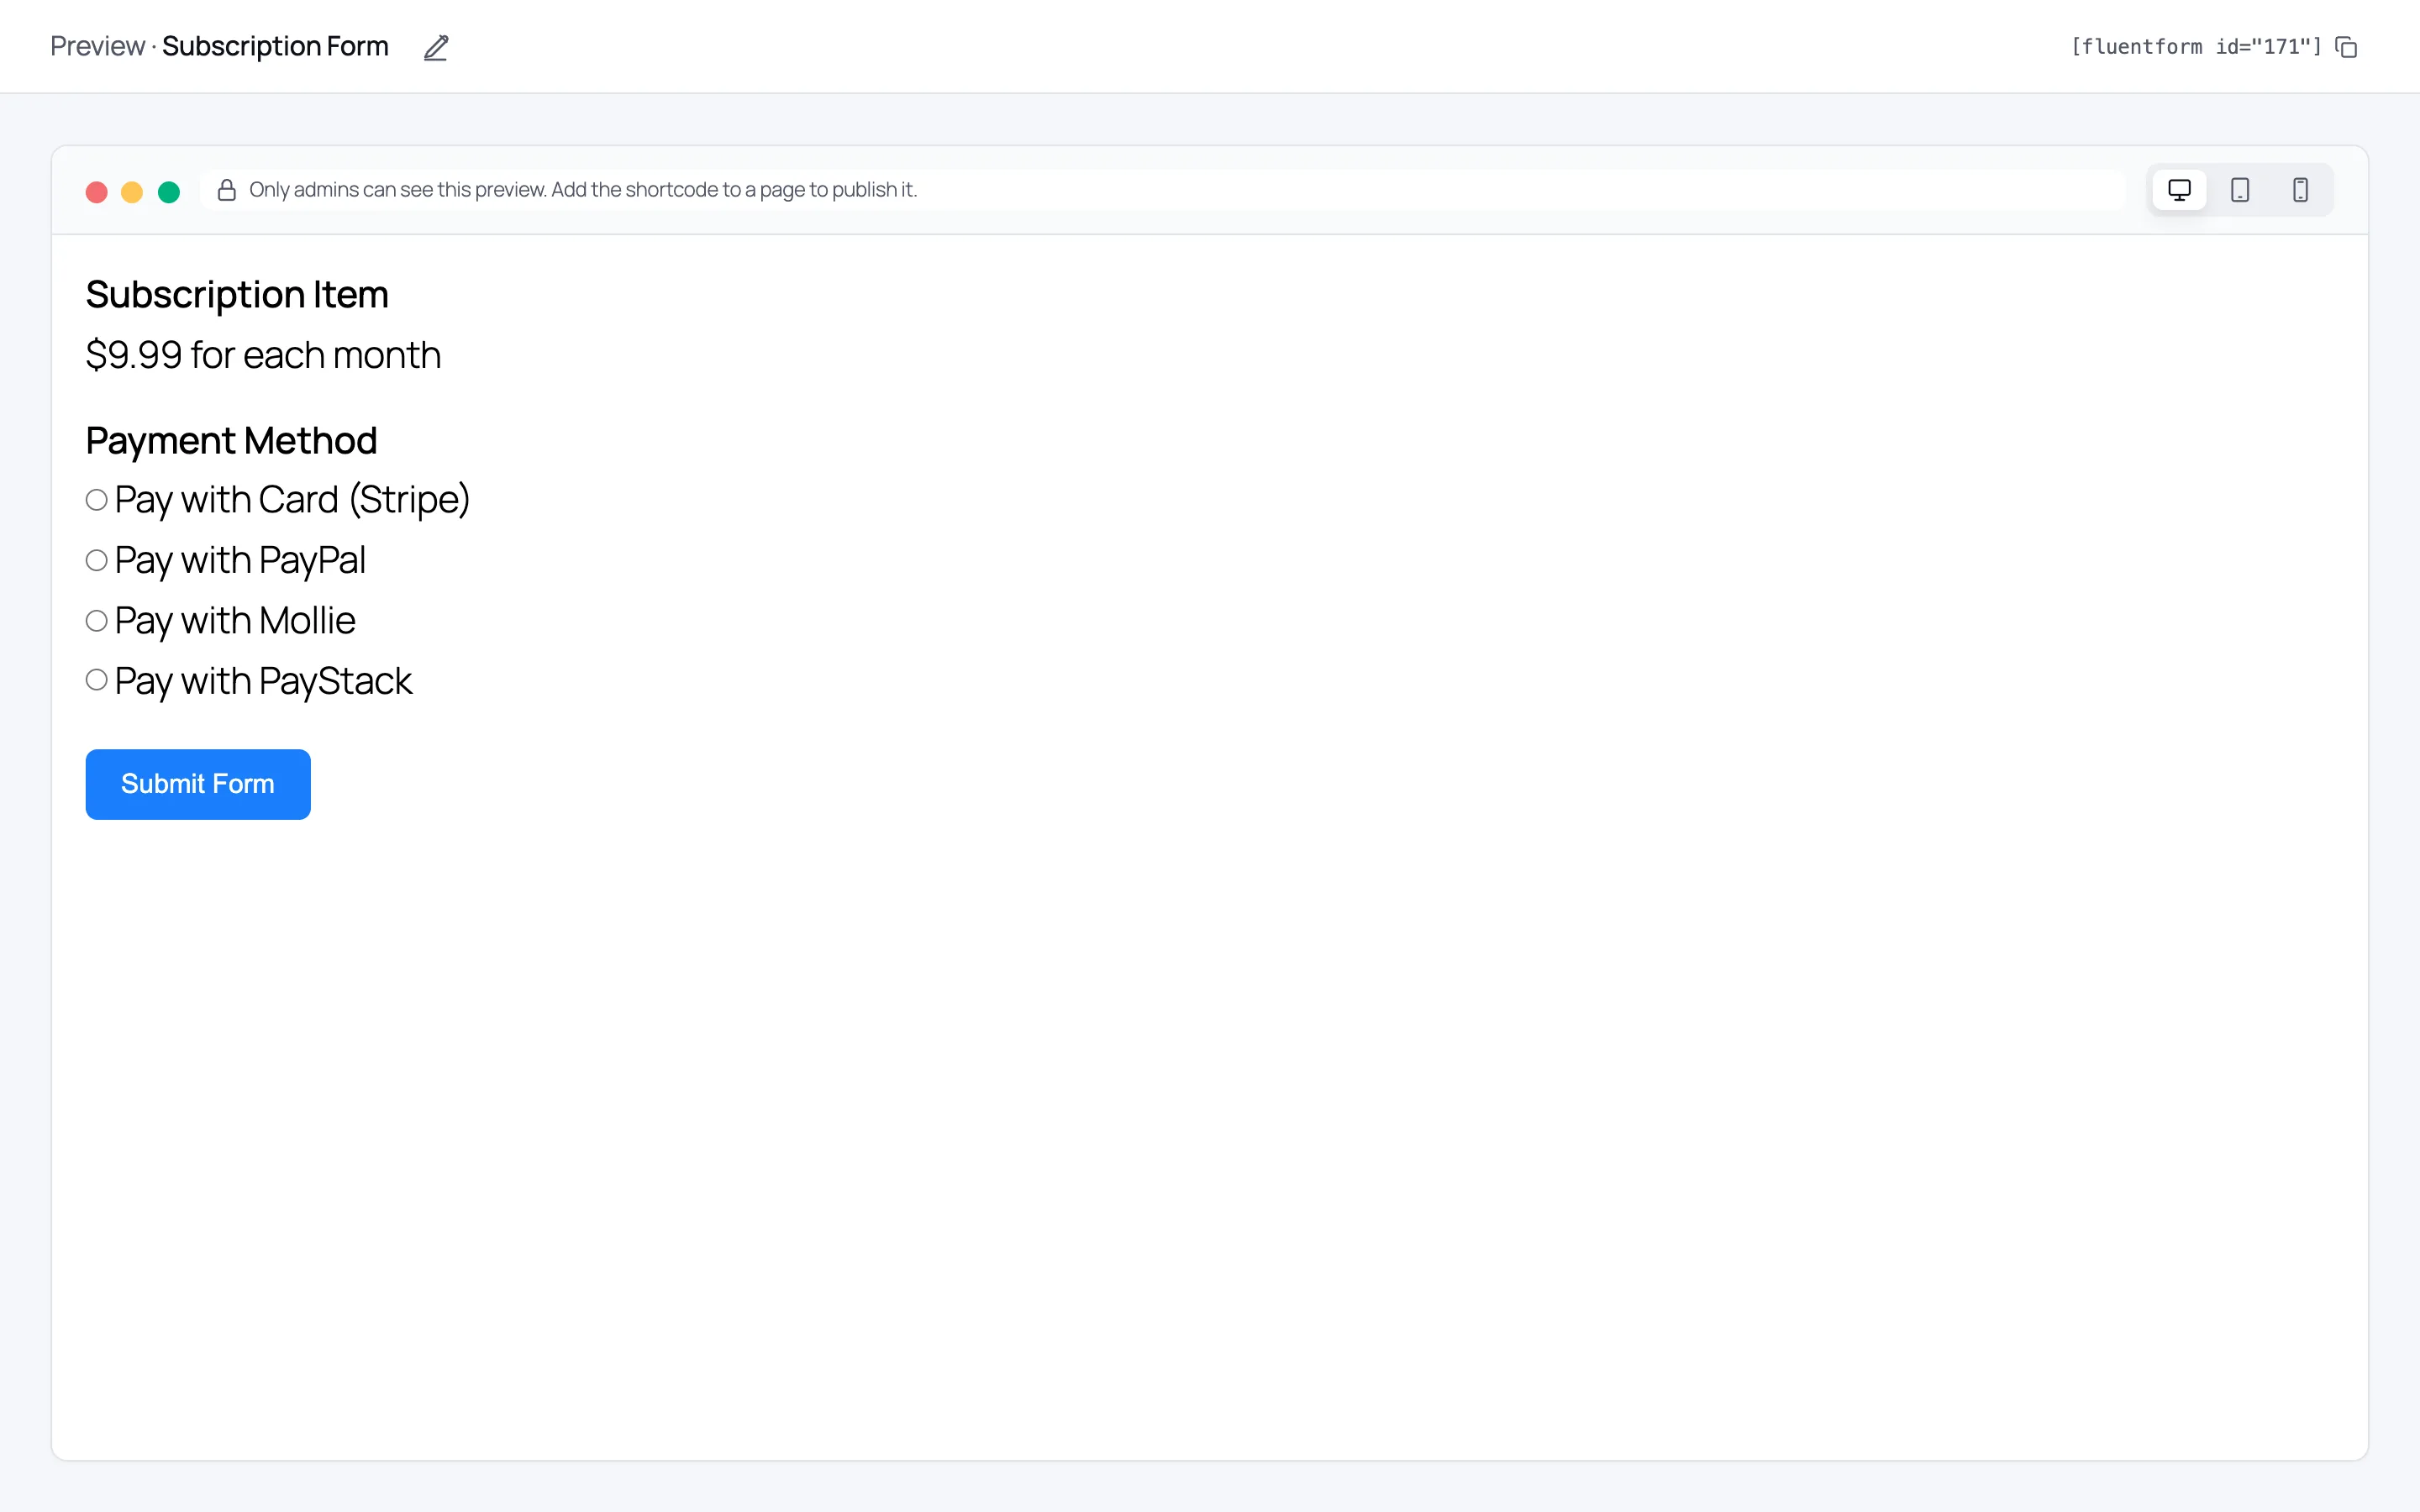 Preview · Subscription Form
[fluentform id="171"]
Only admins can see this preview. Add the shortcode to a page to publish it.
Subscription Item
$9.99 for each month
Payment Method
Pay with Card (Stripe)
Pay with PayPal
Pay with Mollie
Pay with PayStack
Submit Form